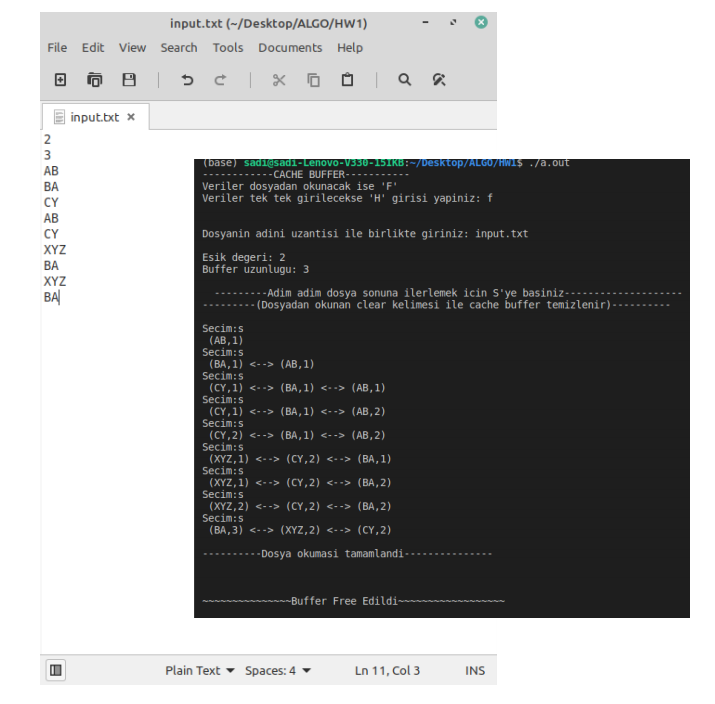 input.txt (~/Desktop/ALGO/HW1)
File Edit View Search Tools Documents Help
input.txt
2
3
AB
BA
CY
AB
CY
XYZ
BA
XYZ
BA
(base) sadi@sadi-Lenovo-V330-15IKB:~/Desktop/ALGO/HW1$ ./a.out
------------CACHE BUFFER-----------
Veriler dosyadan okunacak ise 'F'
Veriler tek tek girilecekse 'H' girisi yapiniz: f
Dosyanin adini uzantisi ile birlikte giriniz: input.txt
Esik degeri: 2
Buffer uzunlugu: 3
---------Adim adim dosya sonuna ilerlemek icin S'ye basiniz--------------------
---------(Dosyadan okunan clear kelimesi ile cache buffer temizlenir)----------
Secim:s
(AB,1)
Secim:s
(BA,1) <--> (AB,1)
Secim:s
(CY,1) <--> (BA,1) <--> (AB,1)
Secim:s
(CY,1) <--> (BA,1) <--> (AB,2)
Secim:s
(CY,2) <--> (BA,1) <--> (AB,2)
Secim:s
(XYZ,1) <--> (CY,2) <--> (BA,1)
Secim:s
(XYZ,1) <--> (CY,2) <--> (BA,2)
Secim:s
(XYZ,2) <--> (CY,2) <--> (BA,2)
Secim:s
(BA,3) <--> (XYZ,2) <--> (CY,2)
----------Dosya okumasi tamamlandi---------------
~~~~~~~~~~~~~~~Buffer Free Edildi~~~~~~~~~~~~~~~~~~
Plain Text Spaces: 4 Ln 11, Col 3 INS